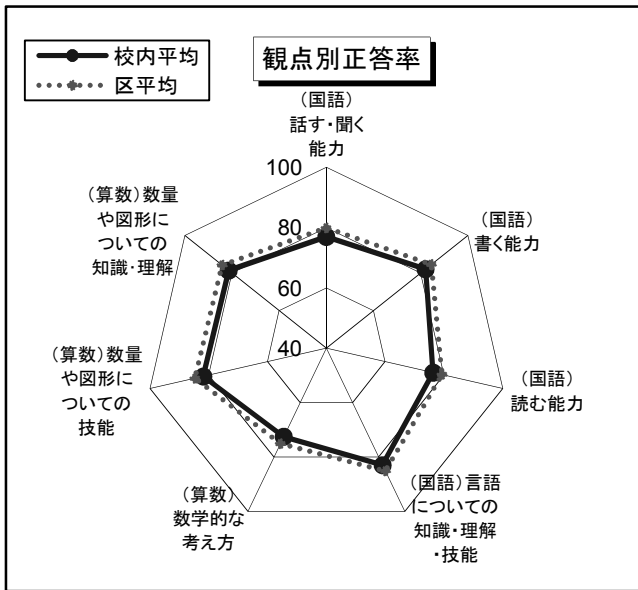 校内平均
区平均
観点別正答率
(国語)
話す・聞く
能力
100
80
60
40
(国語)
書く能力
(国語)
読む能力
(国語)言語
についての
知識・理解
・技能
(算数)
数学的な
考え方
(算数)数量
や図形に
ついての
技能
(算数)数量
や図形に
ついての
知識・理解